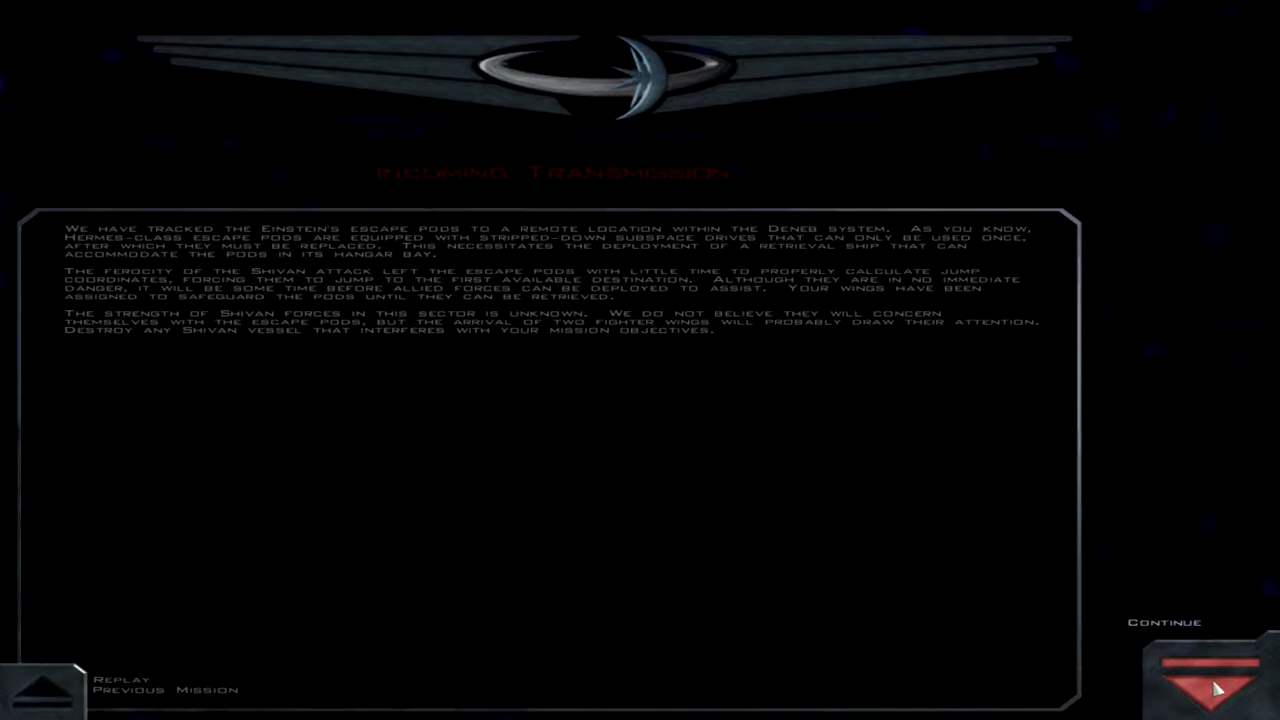 Incoming Transmission
We have tracked the Einstein's escape pods to a remote location within the Deneb system. As you know,
Hermes-class escape pods are equipped with stripped-down subspace drives that can only be used once,
after which they must be replaced. This necessitates the deployment of a retrieval ship that can
accommodate the pods in its hangar bay.
The ferocity of the Shivan attack left the escape pods with little time to properly calculate jump
coordinates, forcing them to jump to the first available destination. Although they are in no immediate
danger, it will be some time before allied forces can be deployed to assist. Your wings have been
assigned to safeguard the pods until they can be retrieved.
The strength of Shivan forces in this sector is unknown. We do not believe they will concern
themselves with the escape pods, but the arrival of two fighter wings will probably draw their attention.
Destroy any Shivan vessel that interferes with your mission objectives.
Continue
Replay
Previous Mission